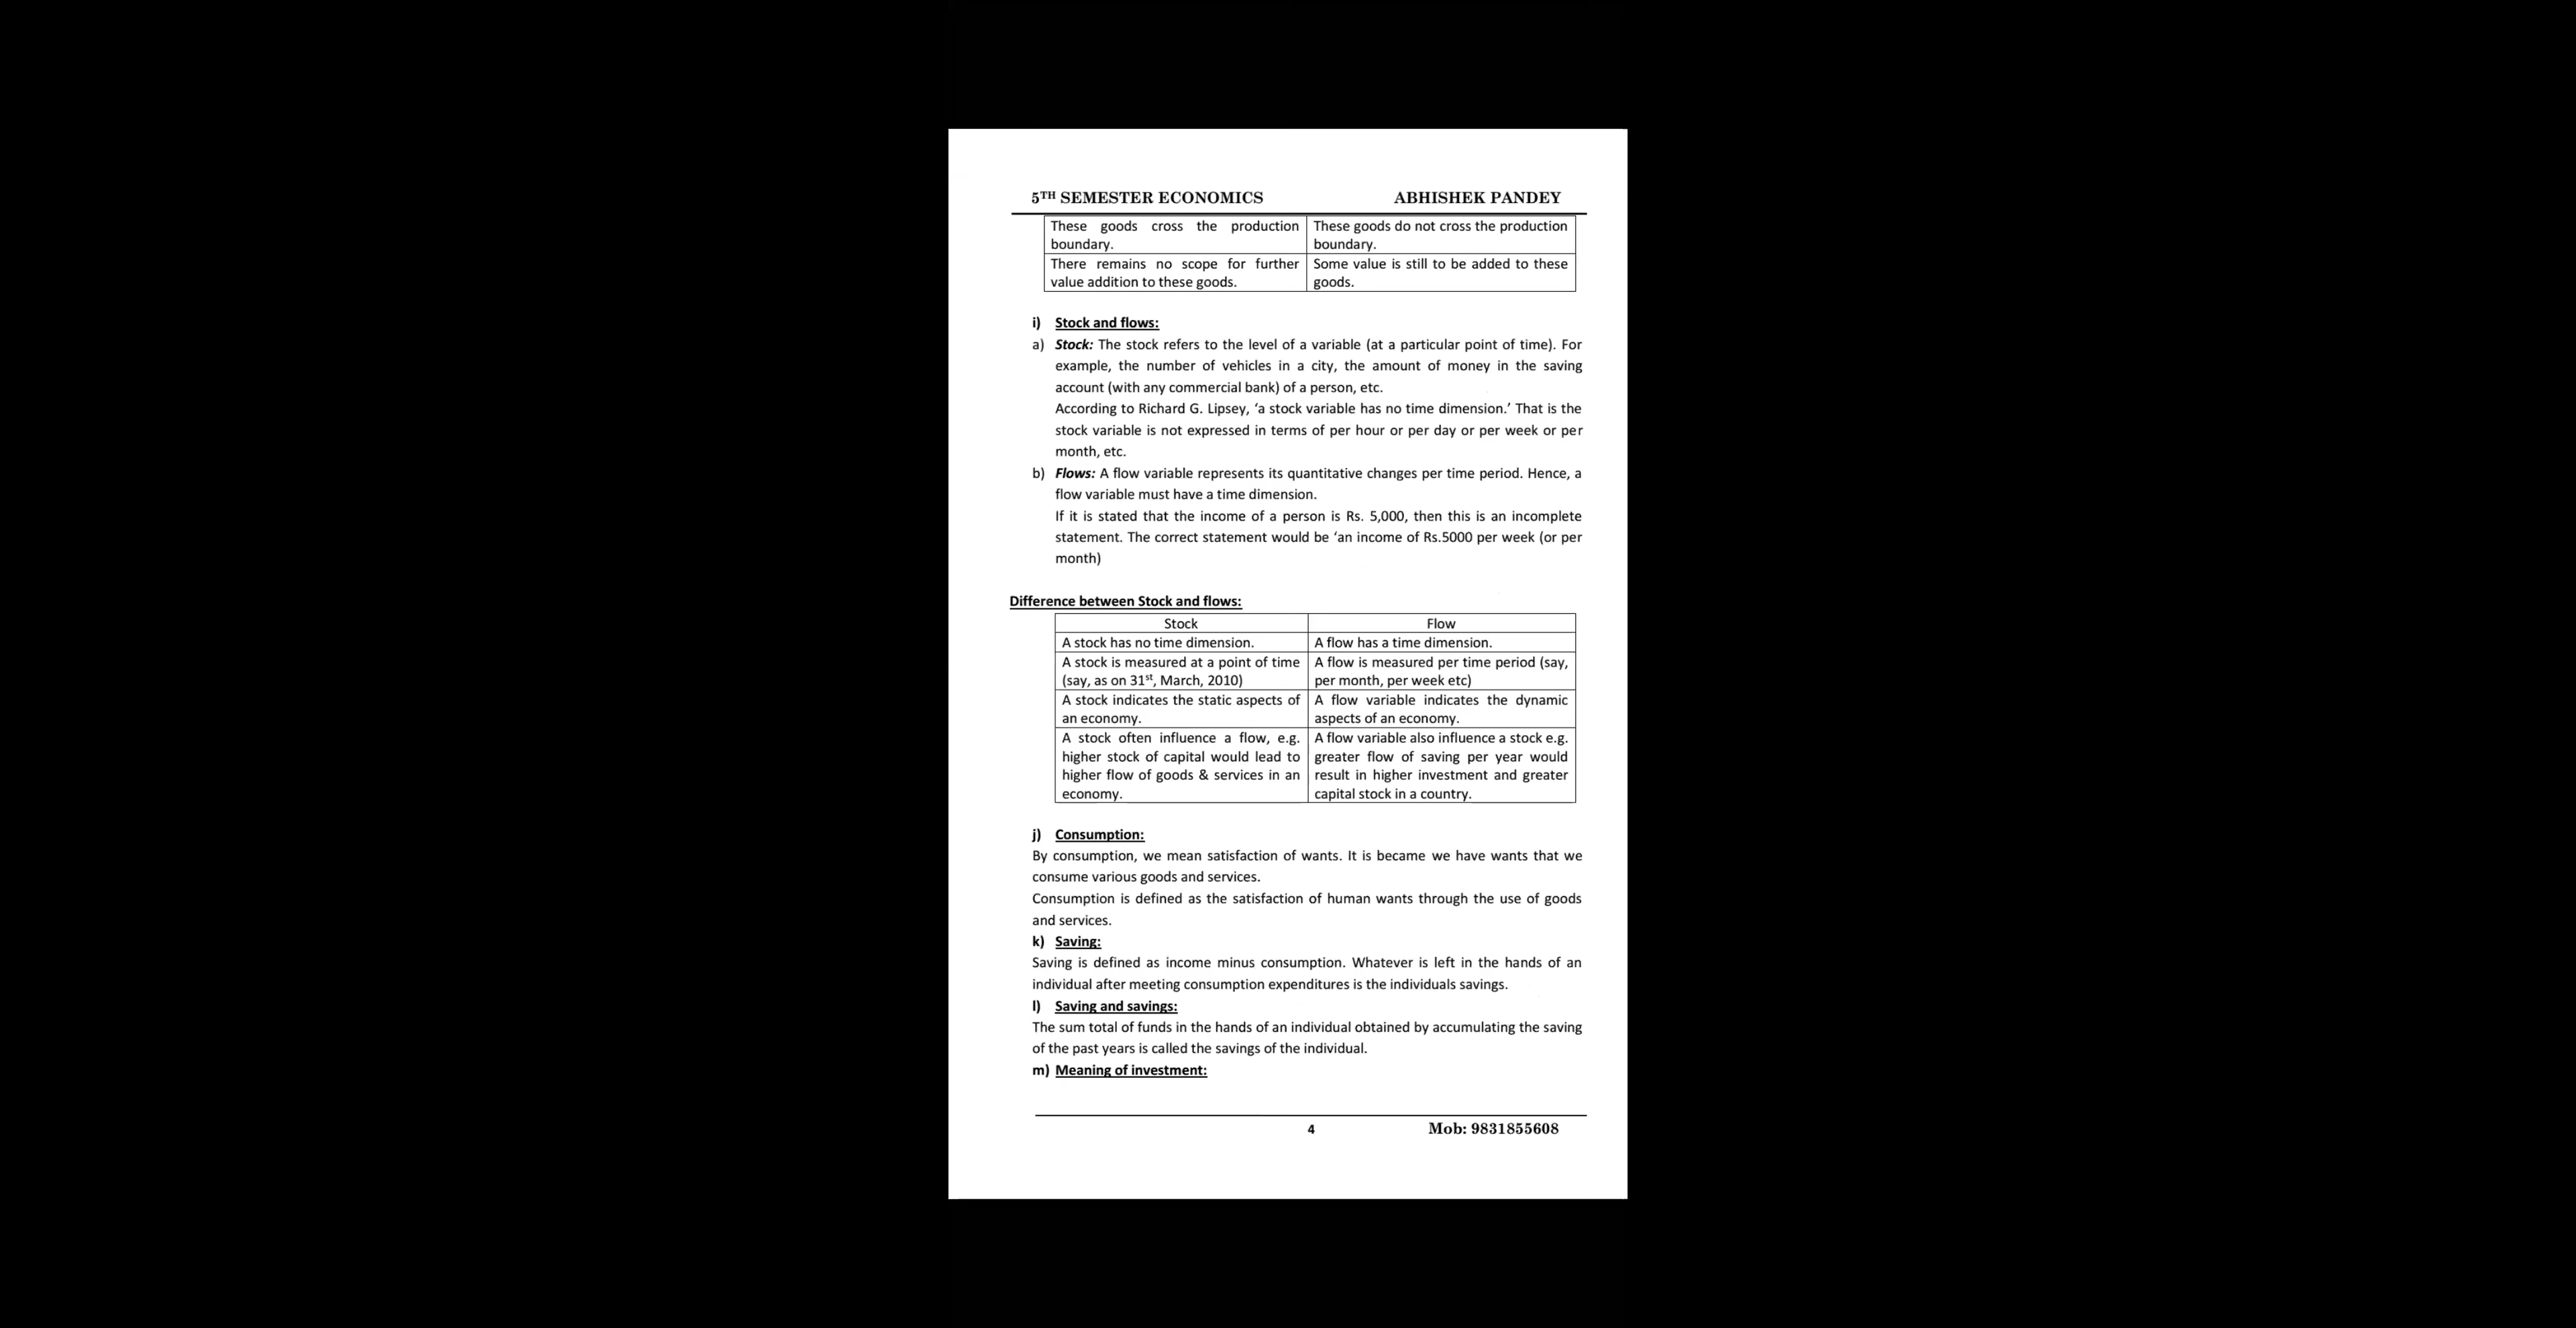 5TH SEMESTER ECONOMICS ABHISHEK PANDEY
These goods cross the production boundary.
These goods do not cross the production boundary.
There remains no scope for further value addition to these goods.
Some value is still to be added to these goods.
i) Stock and flows:
a) Stock: The stock refers to the level of a variable (at a particular point of time). For
example, the number of vehicles in a city, the amount of money in the saving
account (with any commercial bank) of a person, etc.
According to Richard G. Lipsey, ‘a stock variable has no time dimension.’ That is the
stock variable is not expressed in terms of per hour or per day or per week or per
month, etc.
b) Flows: A flow variable represents its quantitative changes per time period. Hence, a
flow variable must have a time dimension.
If it is stated that the income of a person is Rs. 5,000, then this is an incomplete
statement. The correct statement would be ‘an income of Rs.5000 per week (or per
month)
Difference between Stock and flows:
Stock
Flow
A stock has no time dimension.
A flow has a time dimension.
A stock is measured at a point of time
(say, as on 31st, March, 2010)
A flow is measured per time period (say,
per month, per week etc)
A stock indicates the static aspects of
an economy.
A flow variable indicates the dynamic
aspects of an economy.
A stock often influence a flow, e.g.
higher stock of capital would lead to
higher flow of goods & services in an
economy.
A flow variable also influence a stock e.g.
greater flow of saving per year would
result in higher investment and greater
capital stock in a country.
j) Consumption:
By consumption, we mean satisfaction of wants. It is became we have wants that we
consume various goods and services.
Consumption is defined as the satisfaction of human wants through the use of goods
and services.
k) Saving:
Saving is defined as income minus consumption. Whatever is left in the hands of an
individual after meeting consumption expenditures is the individuals savings.
l) Saving and savings:
The sum total of funds in the hands of an individual obtained by accumulating the saving
of the past years is called the savings of the individual.
m) Meaning of investment:
4 Mob: 9831855608